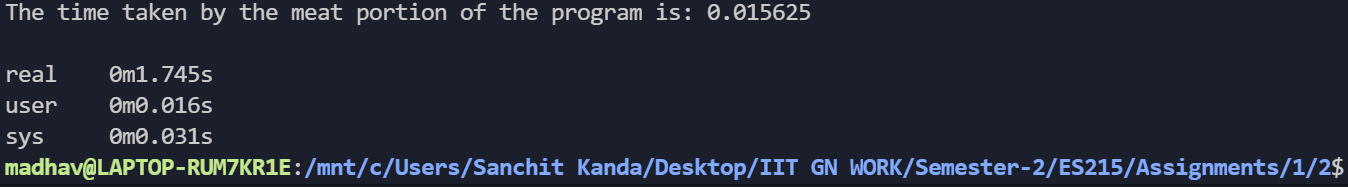 The time taken by the meat portion of the program is: 0.015625
real    0m1.745s
user    0m0.016s
sys     0m0.031s
madhav@LAPTOP-RUM7KR1E:/mnt/c/Users/Sanchit Kanda/Desktop/IIT GN WORK/Semester-2/ES215/Assignments/1/2$